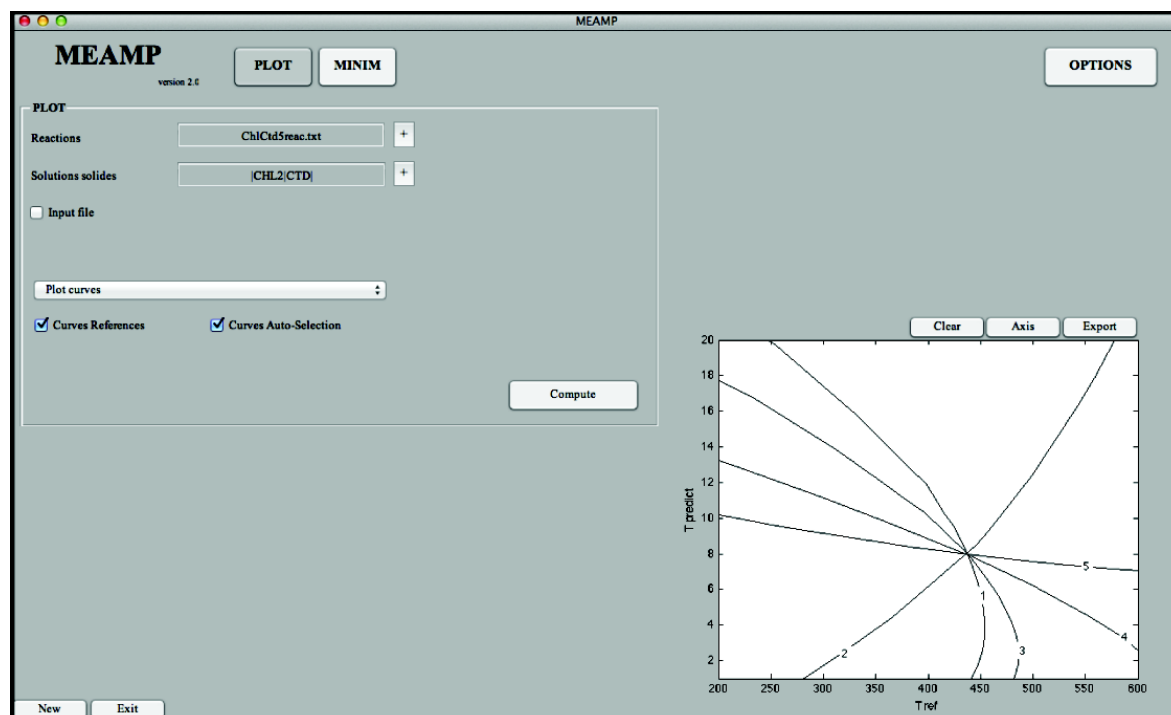 MEAMP
MEAMP
version 2.0
PLOT
MINIM
OPTIONS
PLOT
Reactions
ChlCtd5reac.txt
+
Solutions solides
|CHL2|CTD|
+
Input file
Plot curves
Curves References
Curves Auto-Selection
Compute
Clear
Axis
Export
20
18
16
14
12
10
8
6
4
2
T predict
1
2
3
4
5
200
250
300
350
400
450
500
550
600
T ref
New
Exit